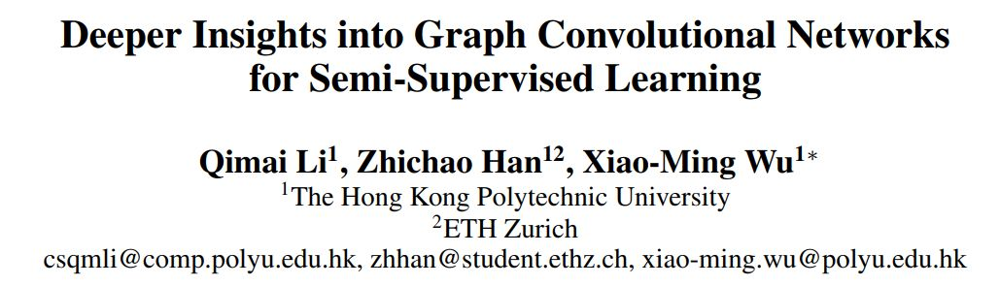 Deeper Insights into Graph Convolutional Networks
for Semi-Supervised Learning
Qimai Li¹, Zhichao Han¹², Xiao-Ming Wu¹*
¹The Hong Kong Polytechnic University
²ETH Zurich
csqmli@comp.polyu.edu.hk, zhhan@student.ethz.ch, xiao-ming.wu@polyu.edu.hk